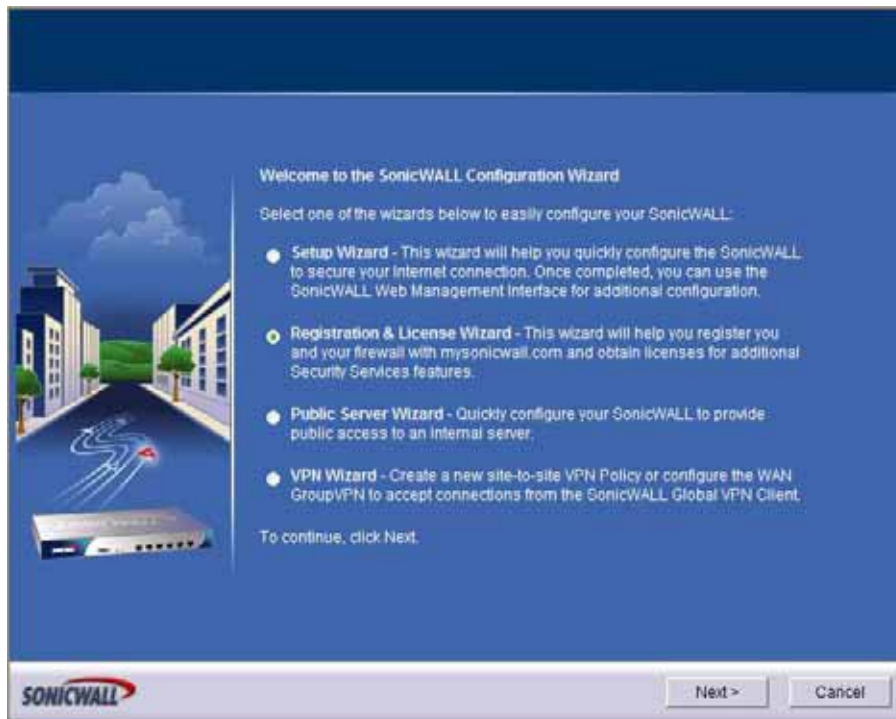 Welcome to the SonicWALL Configuration Wizard
Select one of the wizards below to easily configure your SonicWALL:
Setup Wizard - This wizard will help you quickly configure the SonicWALL
to secure your Internet connection. Once completed, you can use the
SonicWALL Web Management Interface for additional configuration.
Registration & License Wizard - This wizard will help you register you
and your firewall with mysonicwall.com and obtain licenses for additional
Security Services features.
Public Server Wizard - Quickly configure your SonicWALL to provide
public access to an internal server.
VPN Wizard - Create a new site-to-site VPN Policy or configure the WAN
GroupVPN to accept connections from the SonicWALL Global VPN Client.
To continue, click Next.
SONICWALL
Next >
Cancel